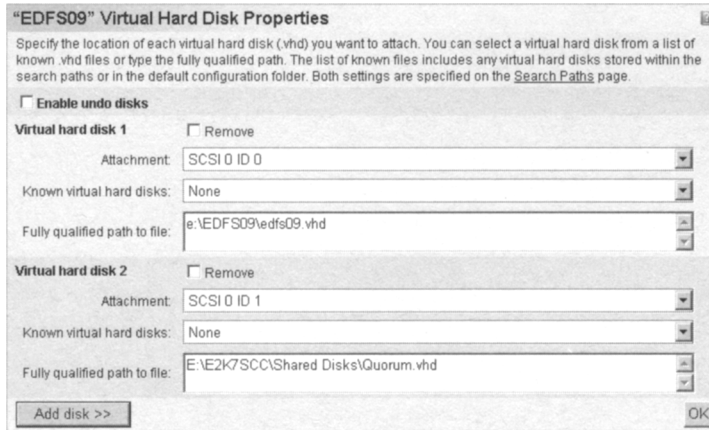 “EDFS09” Virtual Hard Disk Properties
Specify the location of each virtual hard disk (.vhd) you want to attach. You can select a virtual hard disk from a list of
known .vhd files or type the fully qualified path. The list of known files includes any virtual hard disks stored within the
search paths or in the default configuration folder. Both settings are specified on the Search Paths page.
Enable undo disks
Virtual hard disk 1 Remove
Attachment: SCSI 0 ID 0
Known virtual hard disks: None
Fully qualified path to file: e:\EDFS09\edfs09.vhd
Virtual hard disk 2 Remove
Attachment: SCSI 0 ID 1
Known virtual hard disks: None
Fully qualified path to file: E:\E2K7SCC\Shared Disks\Quorum.vhd
Add disk >> OK